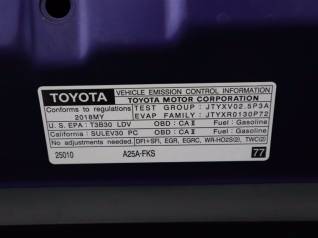 TOYOTA VEHICLE EMISSION CONTROL INFORMATION
TOYOTA MOTOR CORPORATION
Conforms to regulations TEST GROUP : JTYXV02.5P3A
2018MY EVAP FAMILY : JTYXR0130P72
U.S. EPA : T3B30 LDV OBD : CA II Fuel : Gasoline
California : SULEV30 PC OBD : CA II Fuel : Gasoline
No adjustments needed. DFI+SFI, EGR, EGRC, WR-HO2S(2), TWC(2)
25010 A25A-FKS 77